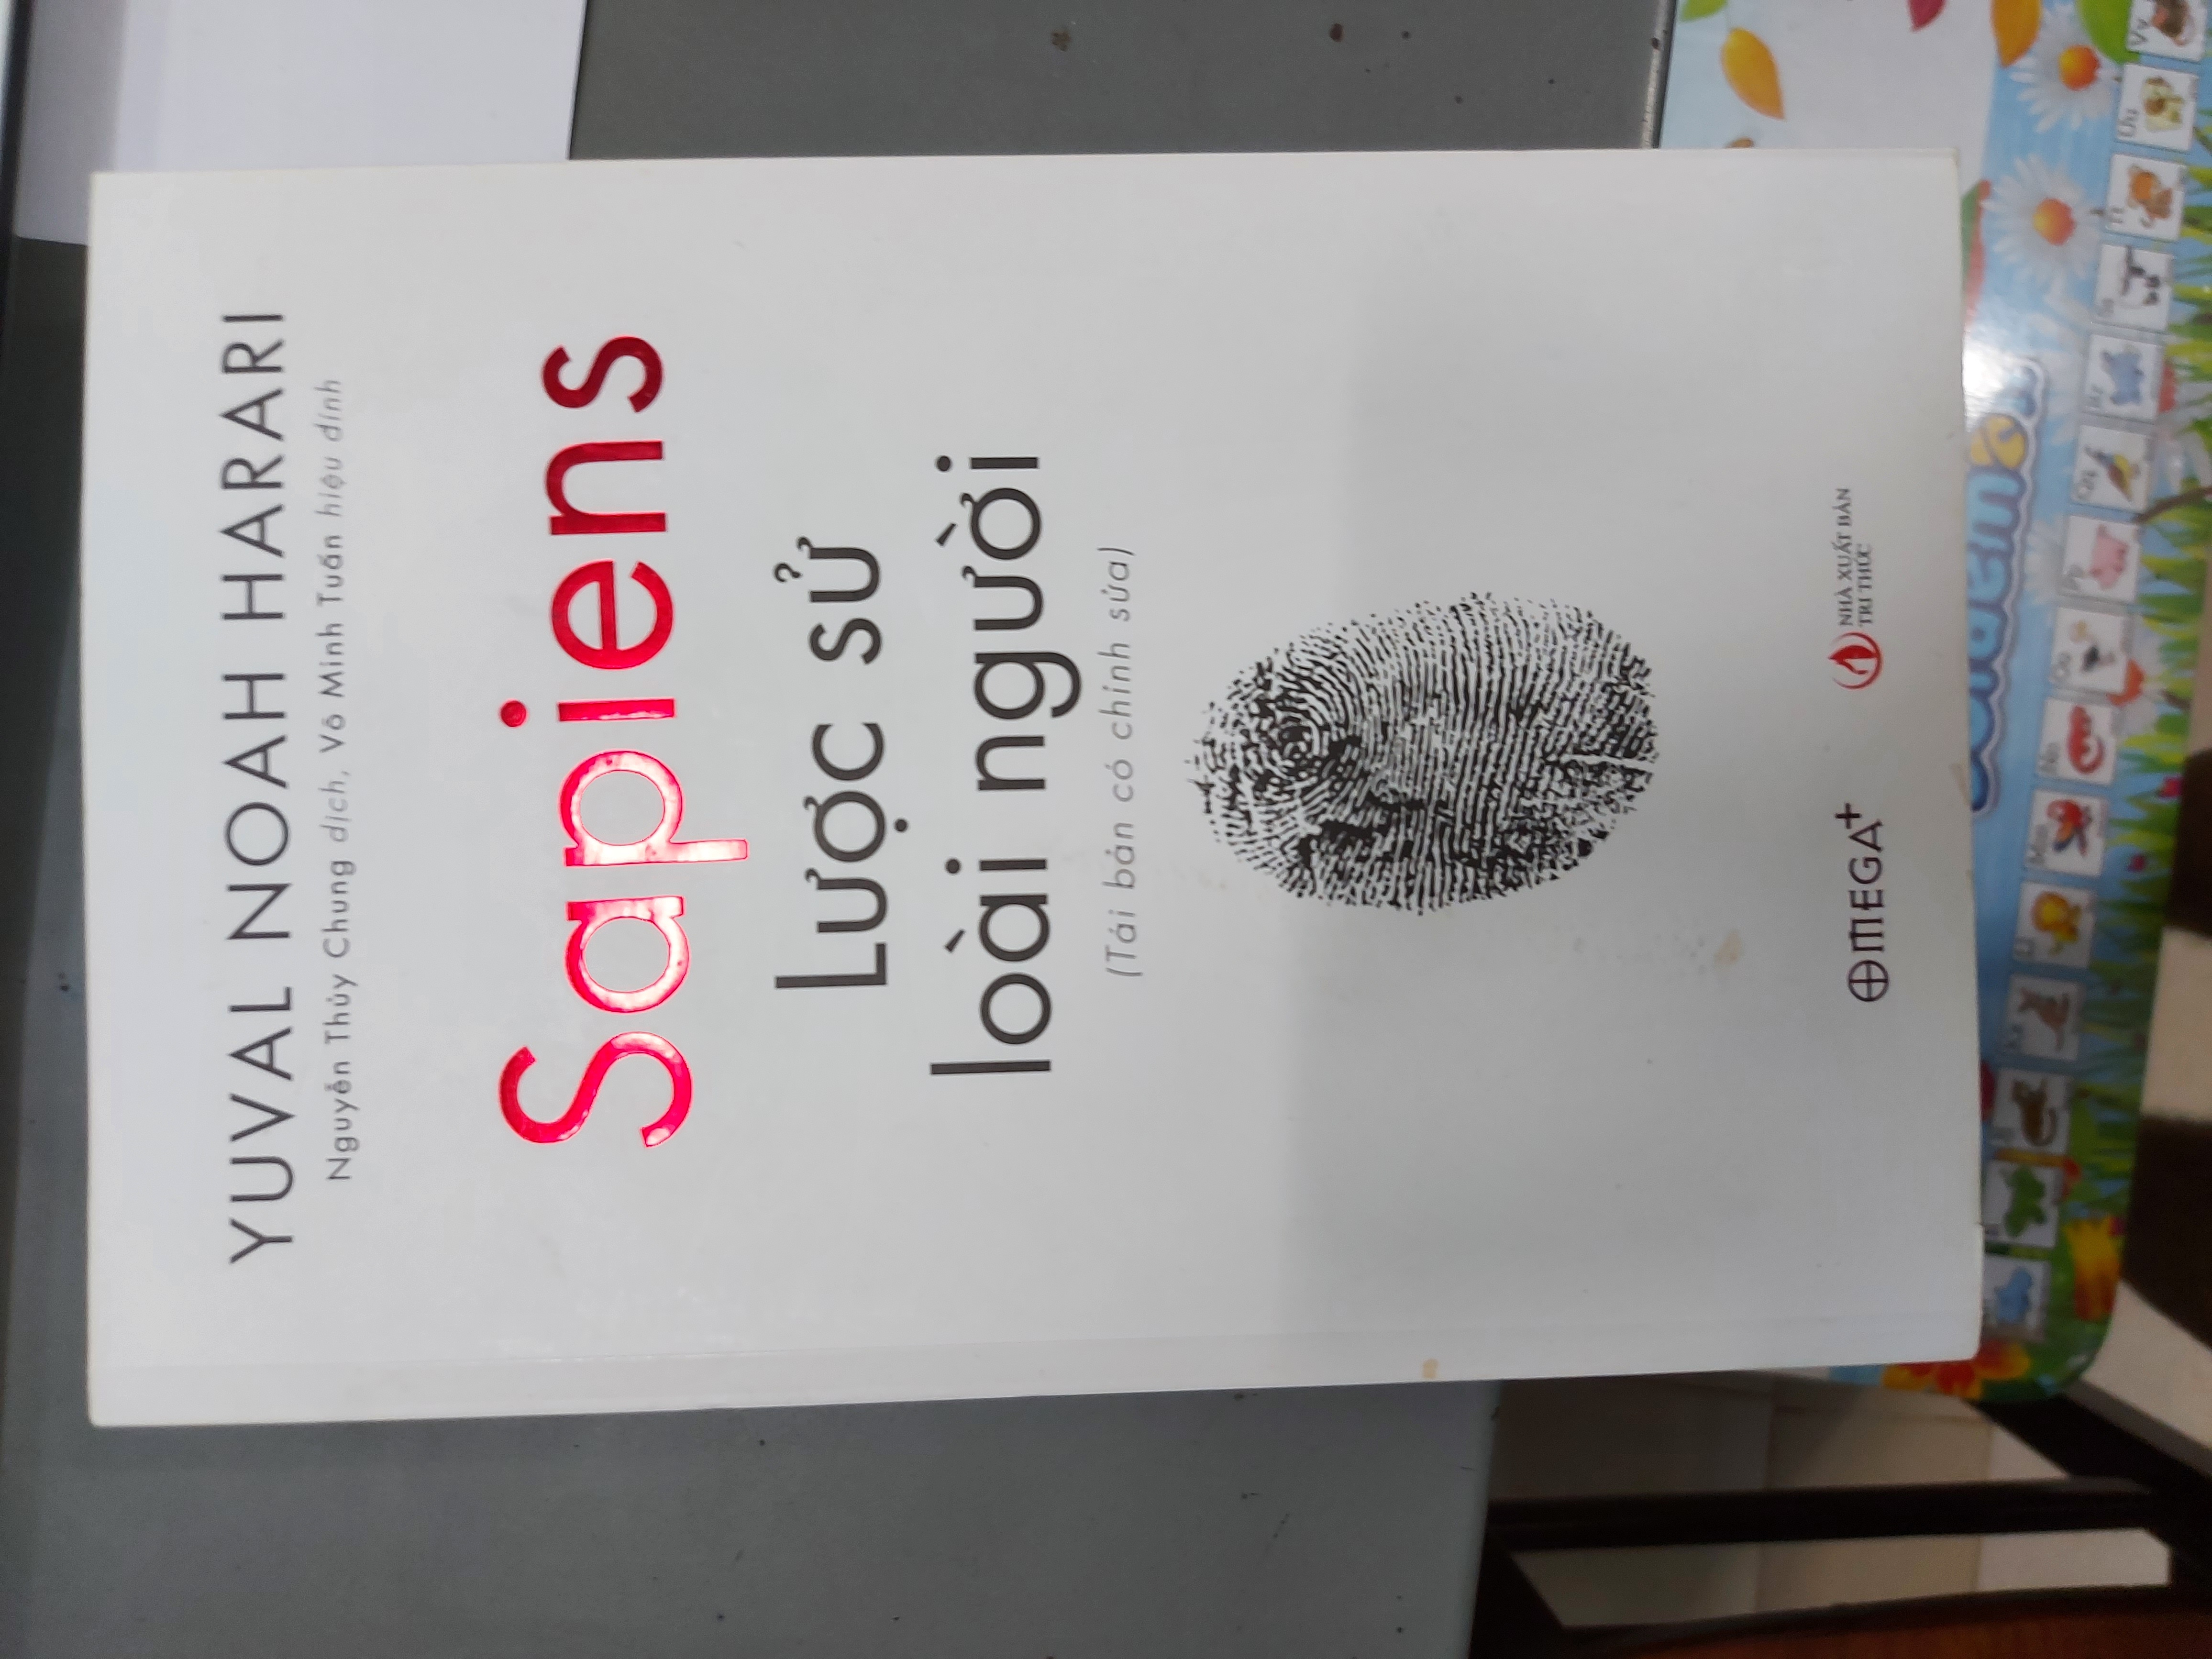 YUVAL NOAH HARARI
Nguyễn Thủy Chung dịch, Võ Minh Tuấn hiệu đính
Sapiens
Lược sử
loài người
(Tái bản có chỉnh sửa)
OMEGA+
NHÀ XUẤT BẢN
TRI THỨC